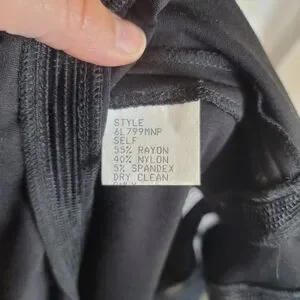 STYLE
6L799MNP
SELF
55% RAYON
40% NYLON
5% SPANDEX
DRY CLEAN